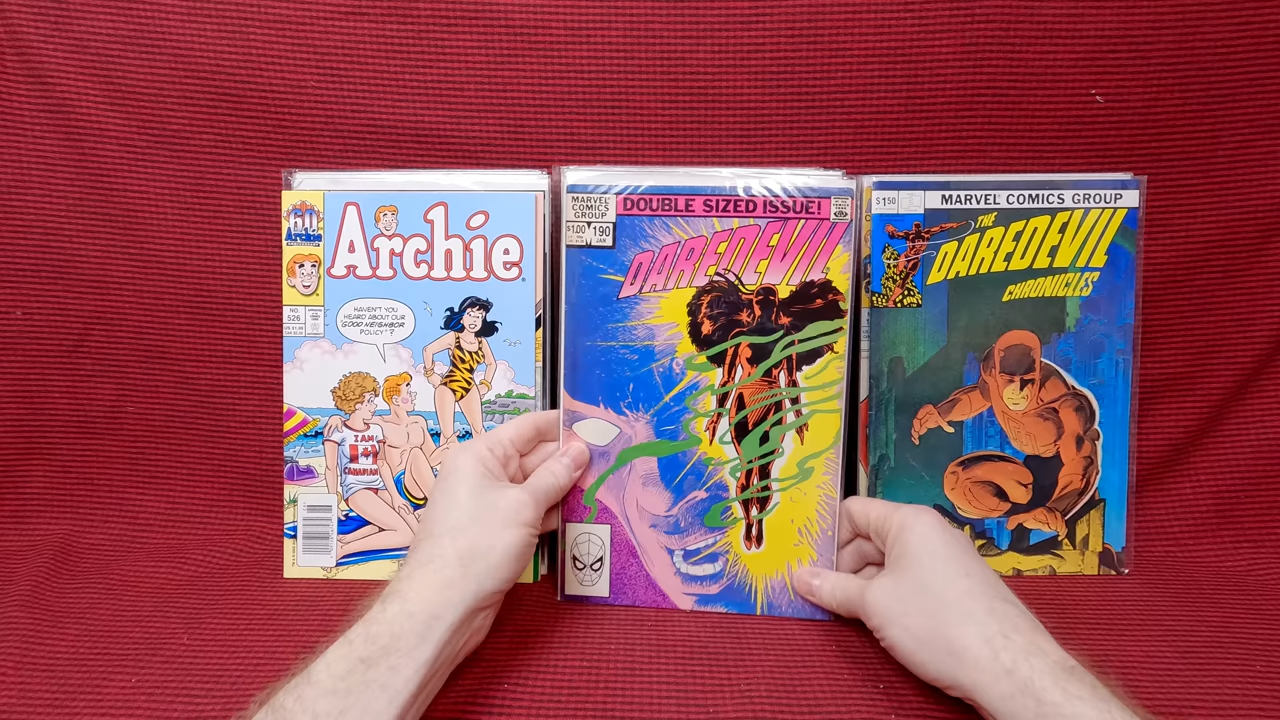 60
Archie
Archie
NO.
526
HAVEN'T YOU
HEARD ABOUT OUR
"GOOD NEIGHBOR
POLICY"?
I AM
CANADIAN
MARVEL
COMICS
GROUP
$1.00
190
JAN
DOUBLE SIZED ISSUE!
DAREDEVIL
$1.50
MARVEL COMICS GROUP
THE
DAREDEVIL
CHRONICLES